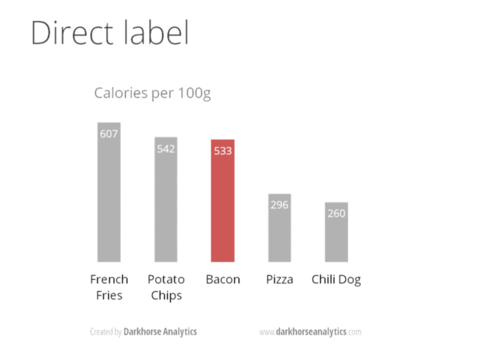 Direct label
Calories per 100g
607
542
533
296
260
French
Fries
Potato
Chips
Bacon
Pizza
Chili Dog
Created by Darkhorse Analytics
www.darkhorseanalytics.com